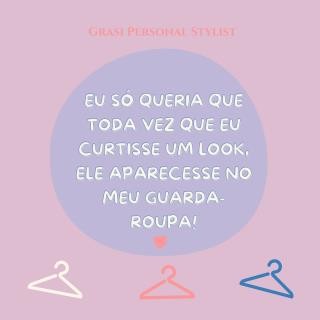 Grasi Personal Stylist
EU SÓ QUERIA QUE
TODA VEZ QUE EU
CURTISSE UM LOOK,
ELE APARECESSE NO
MEU GUARDA-
ROUPA!